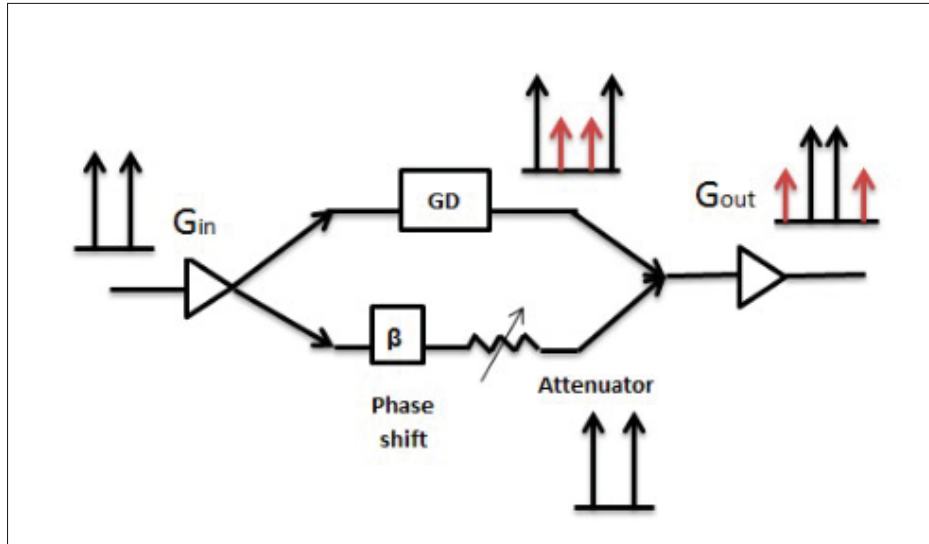 Gin
GD
Gout
β
Phase
shift
Attenuator